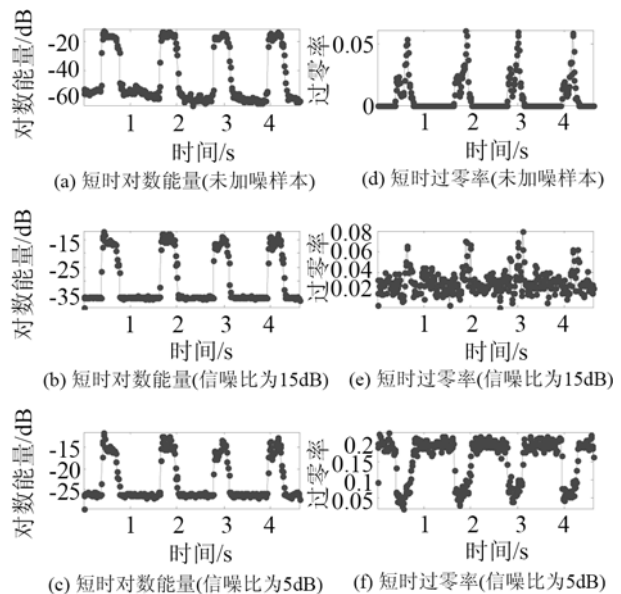 对数能量/dB
-20
-40
-60
1 2 3 4
时间/s
(a) 短时对数能量(未加噪样本)
过零率
0.05
0
1 2 3 4
时间/s
(d) 短时过零率(未加噪样本)
对数能量/dB
-15
-25
-35
1 2 3 4
时间/s
(b) 短时对数能量(信噪比为15dB)
过零率
0.08
0.06
0.04
0.02
1 2 3 4
时间/s
(e) 短时过零率(信噪比为15dB)
对数能量/dB
-15
-20
-25
1 2 3 4
时间/s
(c) 短时对数能量(信噪比为5dB)
过零率
0.2
0.15
0.1
0.05
1 2 3 4
时间/s
(f) 短时过零率(信噪比为5dB)